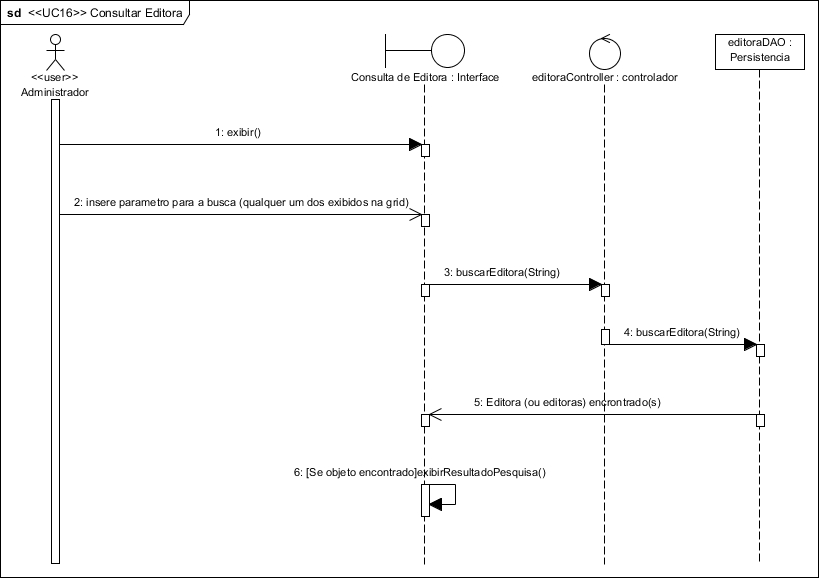 sd <<UC16>> Consultar Editora
<<user>>
Administrador
Consulta de Editora : Interface
editoraController : controlador
editoraDAO :
Persistencia
1: exibir()
2: insere parametro para a busca (qualquer um dos exibidos na grid)
3: buscarEditora(String)
4: buscarEditora(String)
5: Editora (ou editoras) encrontrado(s)
6: [Se objeto encontrado]exibirResultadoPesquisa()